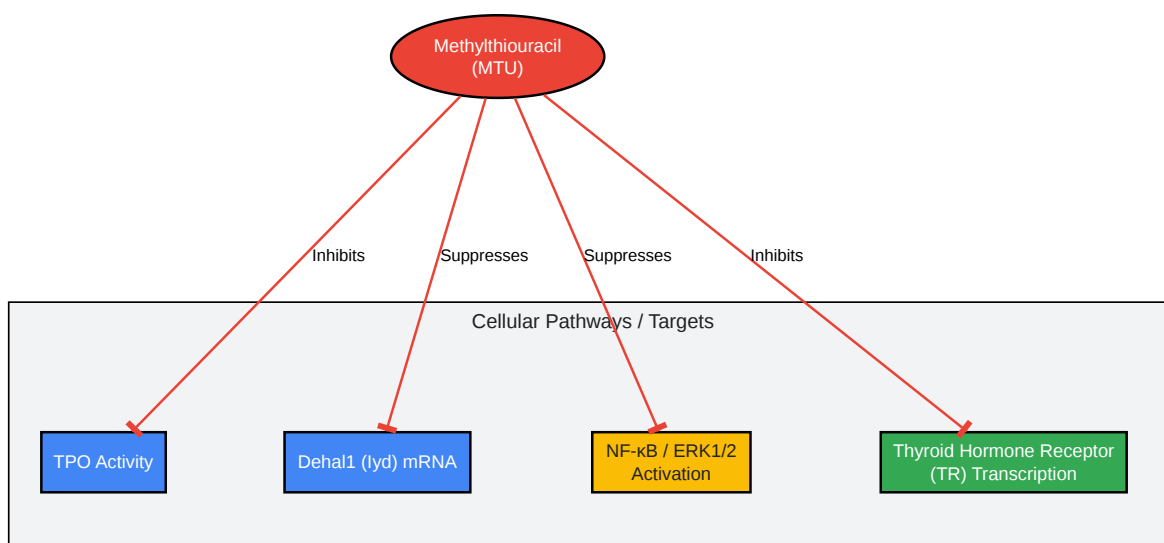 Methylthiouracil
(MTU)
Inhibits
Suppresses
Suppresses
Inhibits
Cellular Pathways / Targets
TPO Activity
Dehal1 (Iyd) mRNA
NF-κB / ERK1/2
Activation
Thyroid Hormone Receptor
(TR) Transcription